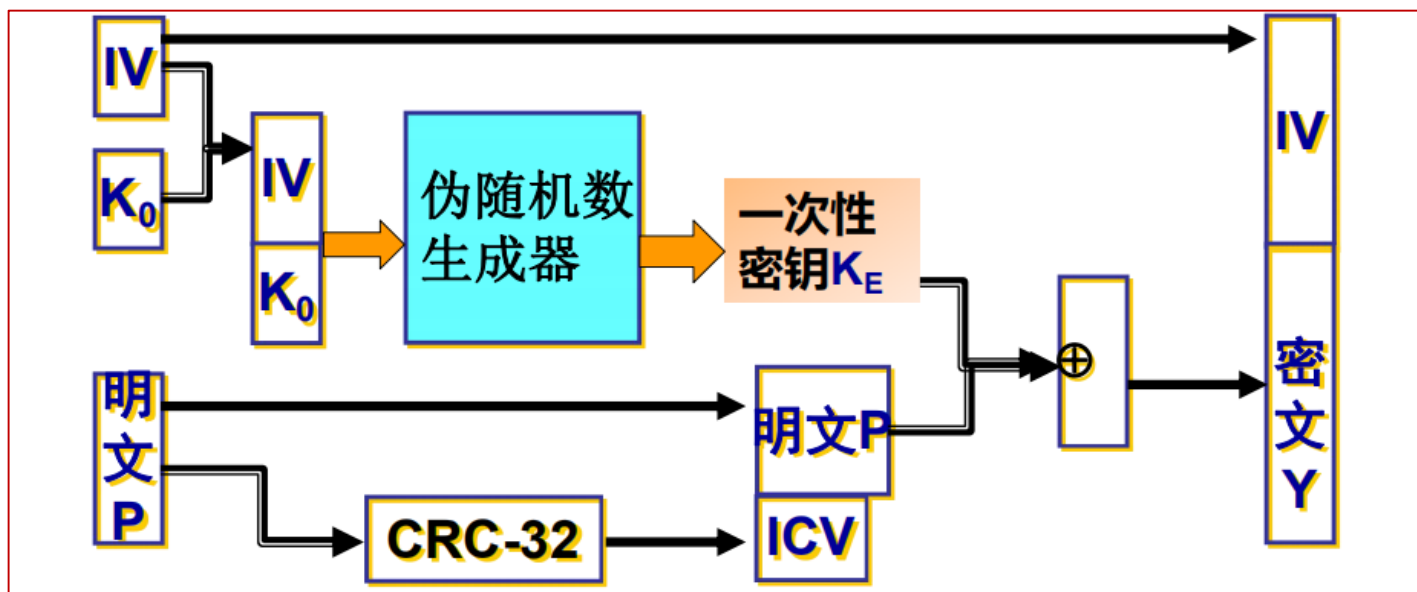 IV
K₀
IV
K₀
伪随机数
生成器
一次性
密钥K_E
明
文
P
CRC-32
明文P
ICV
⊕
IV
密
文
Y